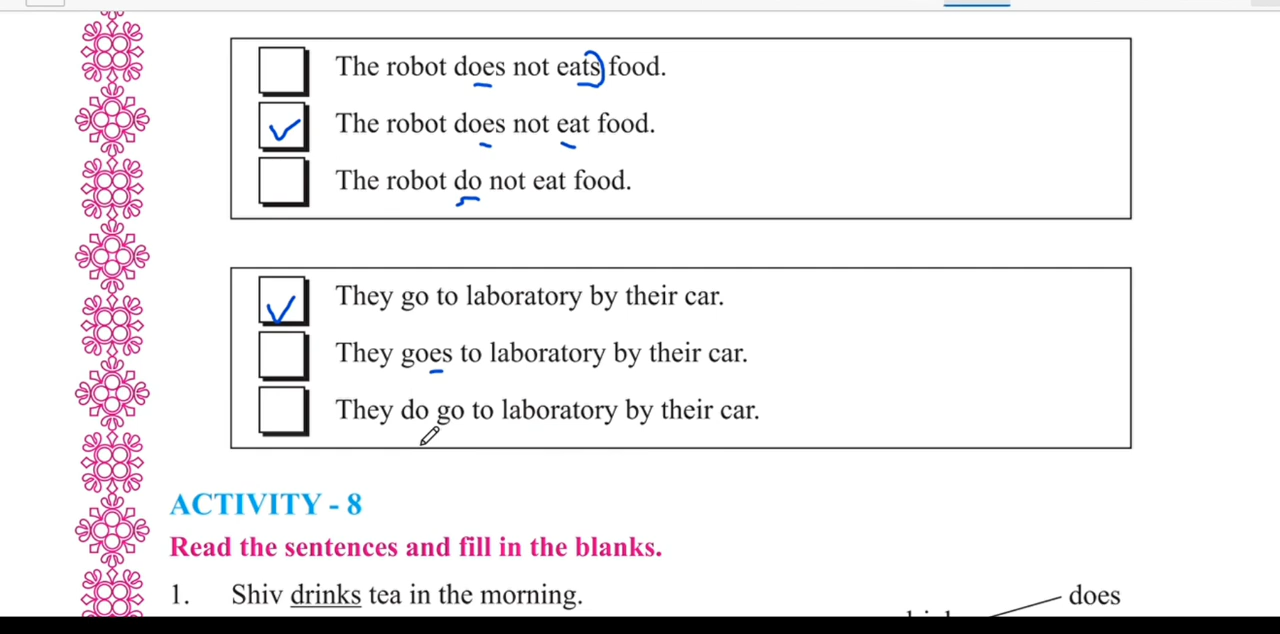 The robot does not eats food.
The robot does not eat food.
The robot do not eat food.
They go to laboratory by their car.
They goes to laboratory by their car.
They do go to laboratory by their car.
ACTIVITY - 8
Read the sentences and fill in the blanks.
1. Shiv drinks tea in the morning.
does